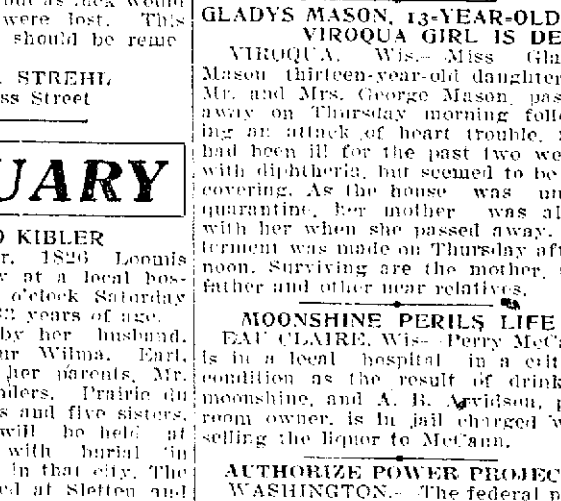 were lost. This
should be reme
STREHL
ss Street
UARY
KIBLER
r. 1826 Loomis
y at a local hos-
o'clock Saturday
2 years of age.
by her husband,
ur Wilma, Earl,
her parents, Mr.
nders, Prairie du
s and five sisters.
will be held at
with burial in
in that city. The
ed at Sletten and
GLADYS MASON, 13-YEAR-OLD
VIROQUA GIRL IS DE
VIROQUA, Wis.- Miss Gla
Mason thirteen-year-old daughter
Mr. and Mrs. George Mason, pas
away on Thursday morning foll
ing an attack of heart trouble,
had been ill for the past two we
with diphtheria, but seemed to be
covering. As the house was un
quarantine, her mother was al
with her when she passed away.
terment was made on Thursday aft
noon. Surviving are the mother,
father and other near relatives.
MOONSHINE PERILS LIFE
EAU CLAIRE, Wis- Perry McCa
is in a local hospital in a crit
condition as the result of drink
moonshine, and A. B. Arvidson, p
room owner, is in jail charged w
selling the liquor to McCann.
AUTHORIZE POWER PROJEC
WASHINGTON.- The federal p